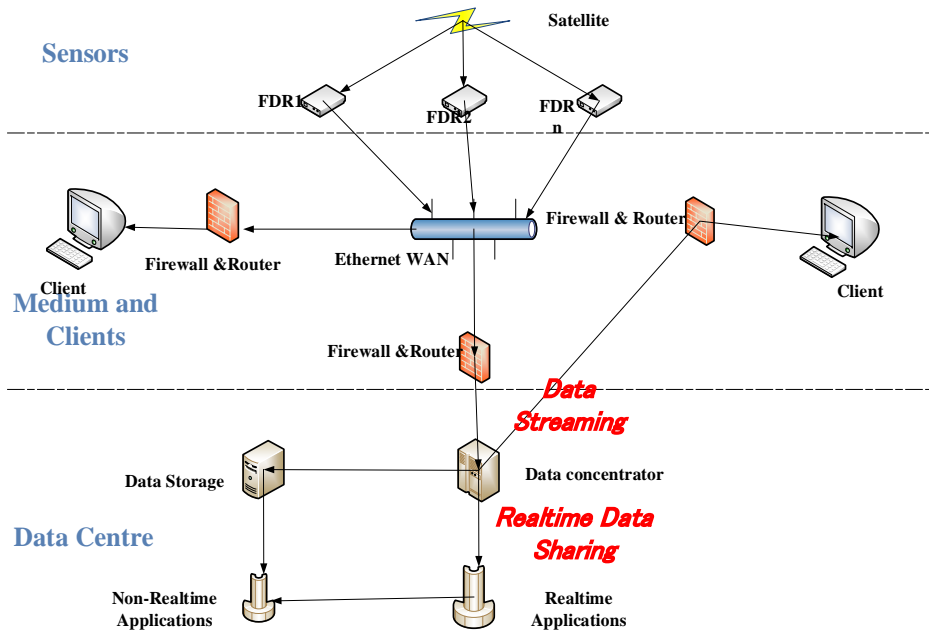 Satellite
Sensors
FDR1
FDR2
FDR
n
Firewall & Router
Ethernet WAN
Firewall &Router
Client
Client
Medium and
Clients
Firewall &Router
Data
Streaming
Data Storage
Data concentrator
Realtime Data
Sharing
Data Centre
Non-Realtime
Applications
Realtime
Applications